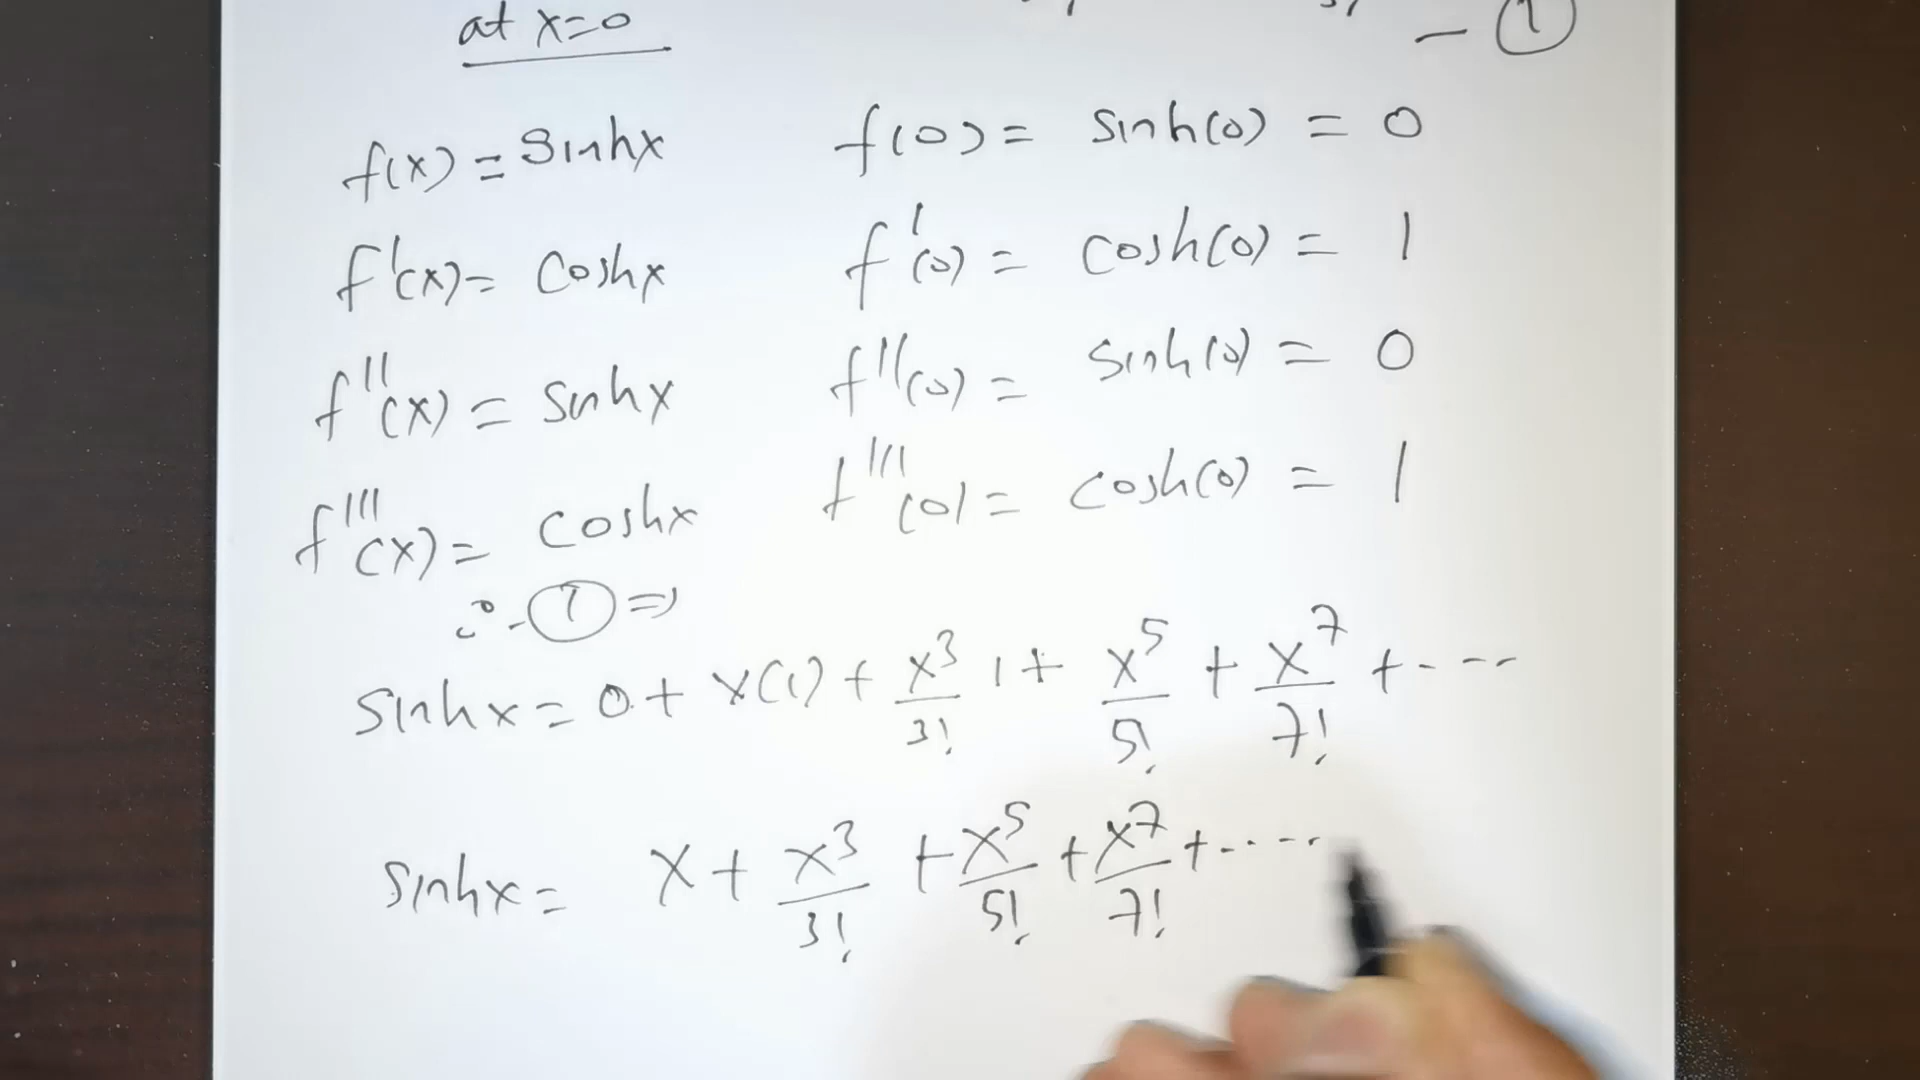 at x=0
— ①
f(x) = Sinhx f(0) = sinh(0) = 0
f'(x) = Coshx f'(0) = cosh(0) = 1
f''(x) = sinhx f''(0) = sinh(0) = 0
f'''(x) = coshx f'''(0) = cosh(0) = 1
∴ ① ⇒
Sinhx = 0 + x(1) + x³/3! 1 + x⁵/5! + x⁷/7! + ----
Sinhx = x + x³/3! + x⁵/5! + x⁷/7! + ----